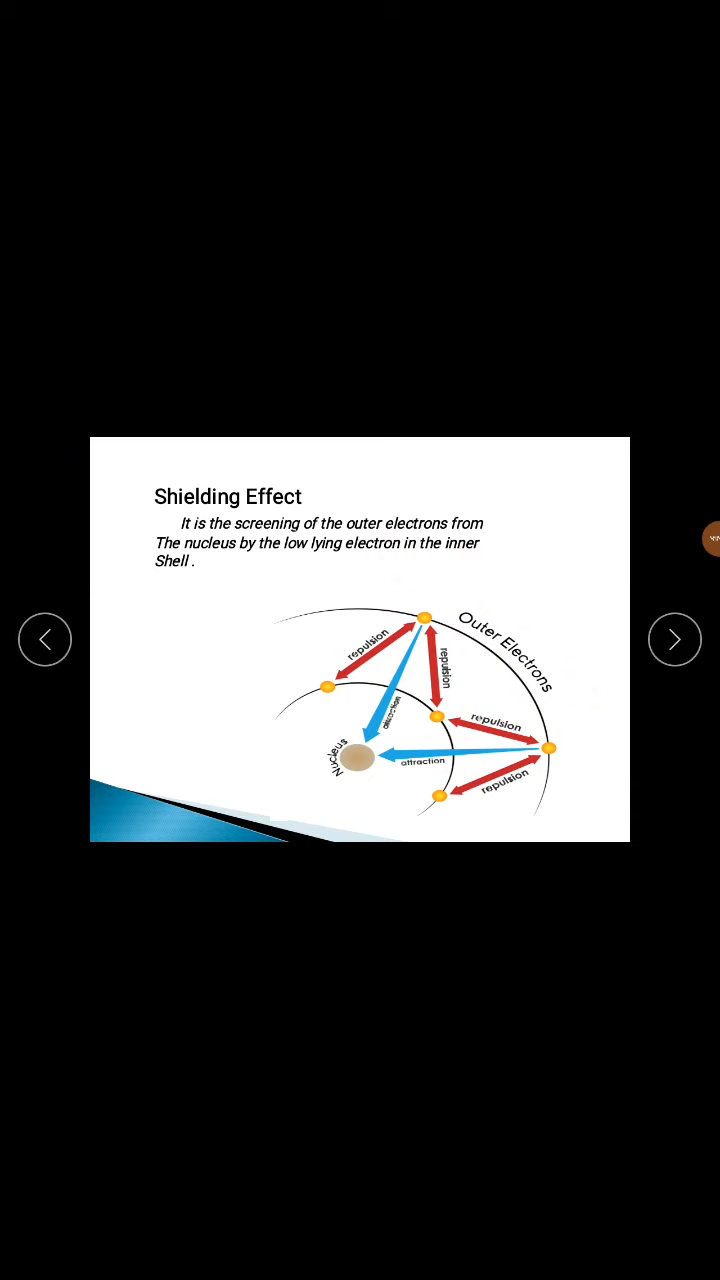 Shielding Effect
It is the screening of the outer electrons from
The nucleus by the low lying electron in the inner
Shell .
Outer Electrons
repulsion
repulsion
attraction
repulsion
Nucleus
attraction
repulsion